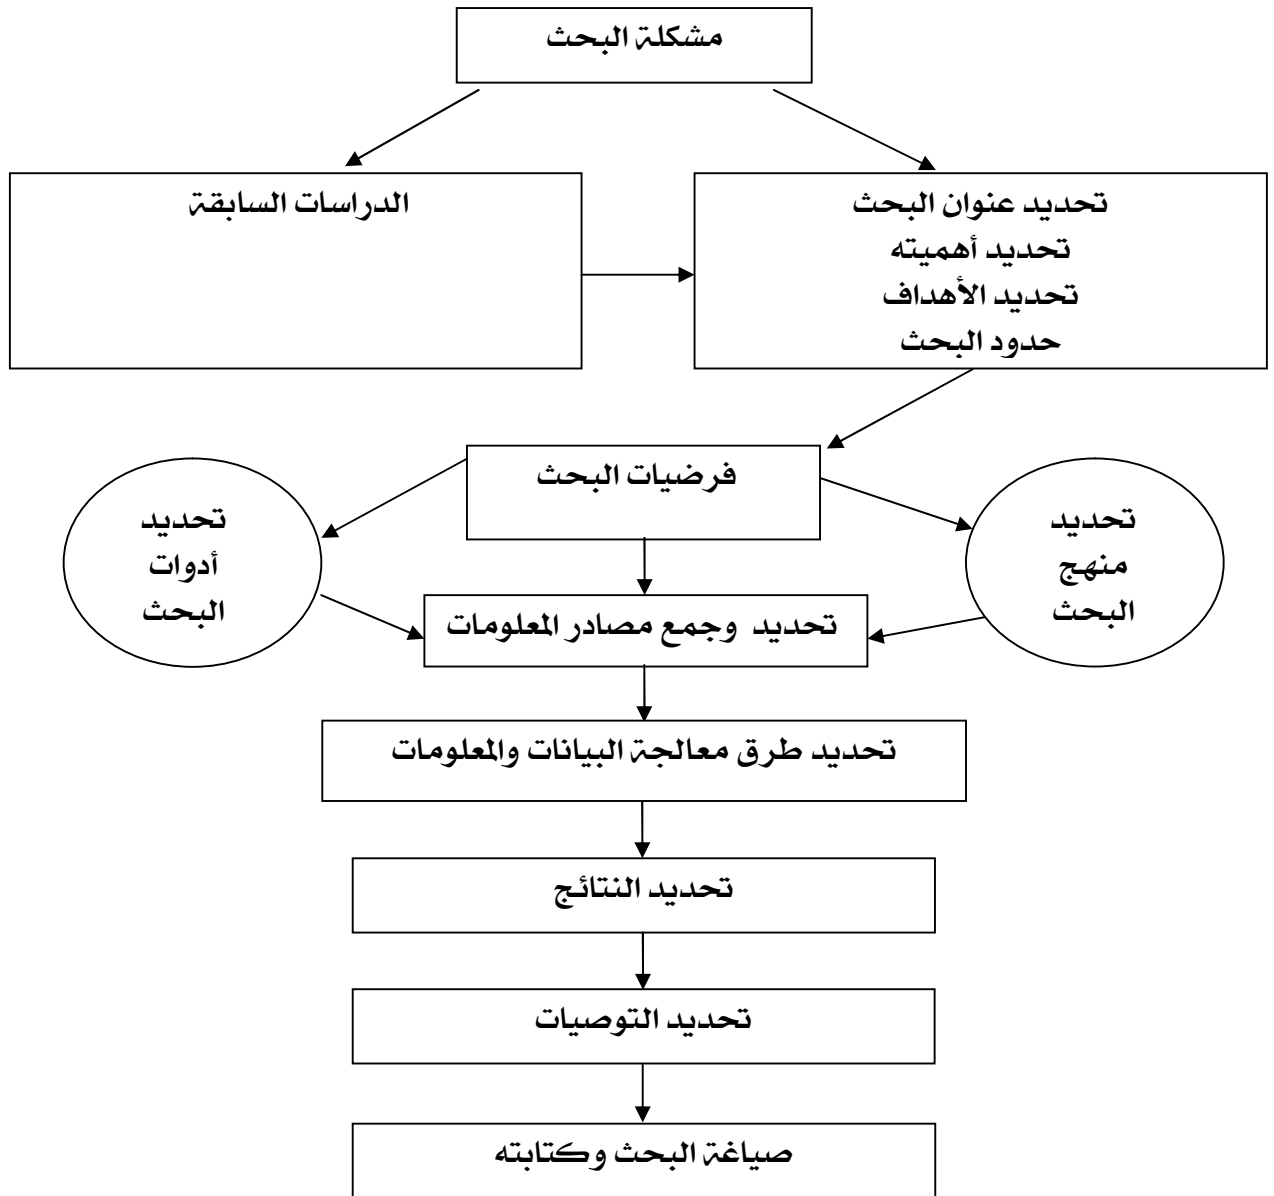 مشكلة البحث
الدراسات السابقة
تحديد عنوان البحث
تحديد أهميته
تحديد الأهداف
حدود البحث
فرضيات البحث
تحديد
منهج
البحث
تحديد
أدوات
البحث
تحديد وجمع مصادر المعلومات
تحديد طرق معالجة البيانات والمعلومات
تحديد النتائج
تحديد التوصيات
صياغة البحث وكتابته